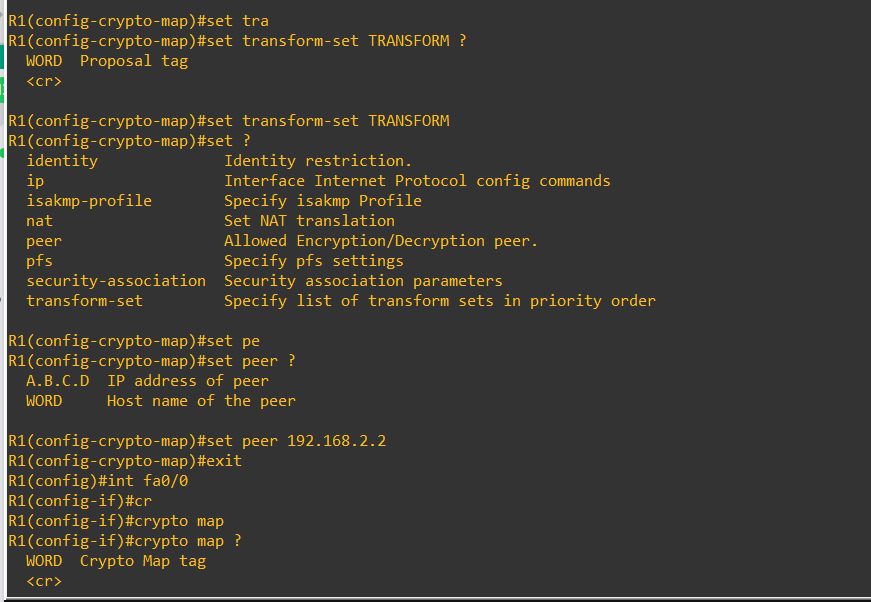 R1(config-crypto-map)#set tra
R1(config-crypto-map)#set transform-set TRANSFORM ?
  WORD  Proposal tag
  <cr>

R1(config-crypto-map)#set transform-set TRANSFORM
R1(config-crypto-map)#set ?
  identity              Identity restriction.
  ip                    Interface Internet Protocol config commands
  isakmp-profile        Specify isakmp Profile
  nat                   Set NAT translation
  peer                  Allowed Encryption/Decryption peer.
  pfs                   Specify pfs settings
  security-association  Security association parameters
  transform-set         Specify list of transform sets in priority order

R1(config-crypto-map)#set pe
R1(config-crypto-map)#set peer ?
  A.B.C.D  IP address of peer
  WORD     Host name of the peer

R1(config-crypto-map)#set peer 192.168.2.2
R1(config-crypto-map)#exit
R1(config)#int fa0/0
R1(config-if)#cr
R1(config-if)#crypto map
R1(config-if)#crypto map ?
  WORD  Crypto Map tag
  <cr>